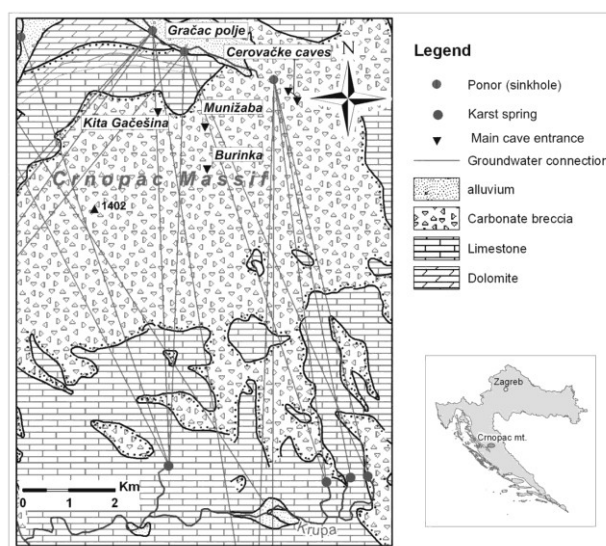 Gračac polje
Cerovačke caves
N
Munižaba
Kita Gačešina
Burinka
Crnopac Massif
1402
Km
0 1 2
Krupa
Legend
Ponor (sinkhole)
Karst spring
Main cave entrance
Groundwater connection
alluvium
Carbonate breccia
Limestone
Dolomite
Zagreb
Crnopac mt.